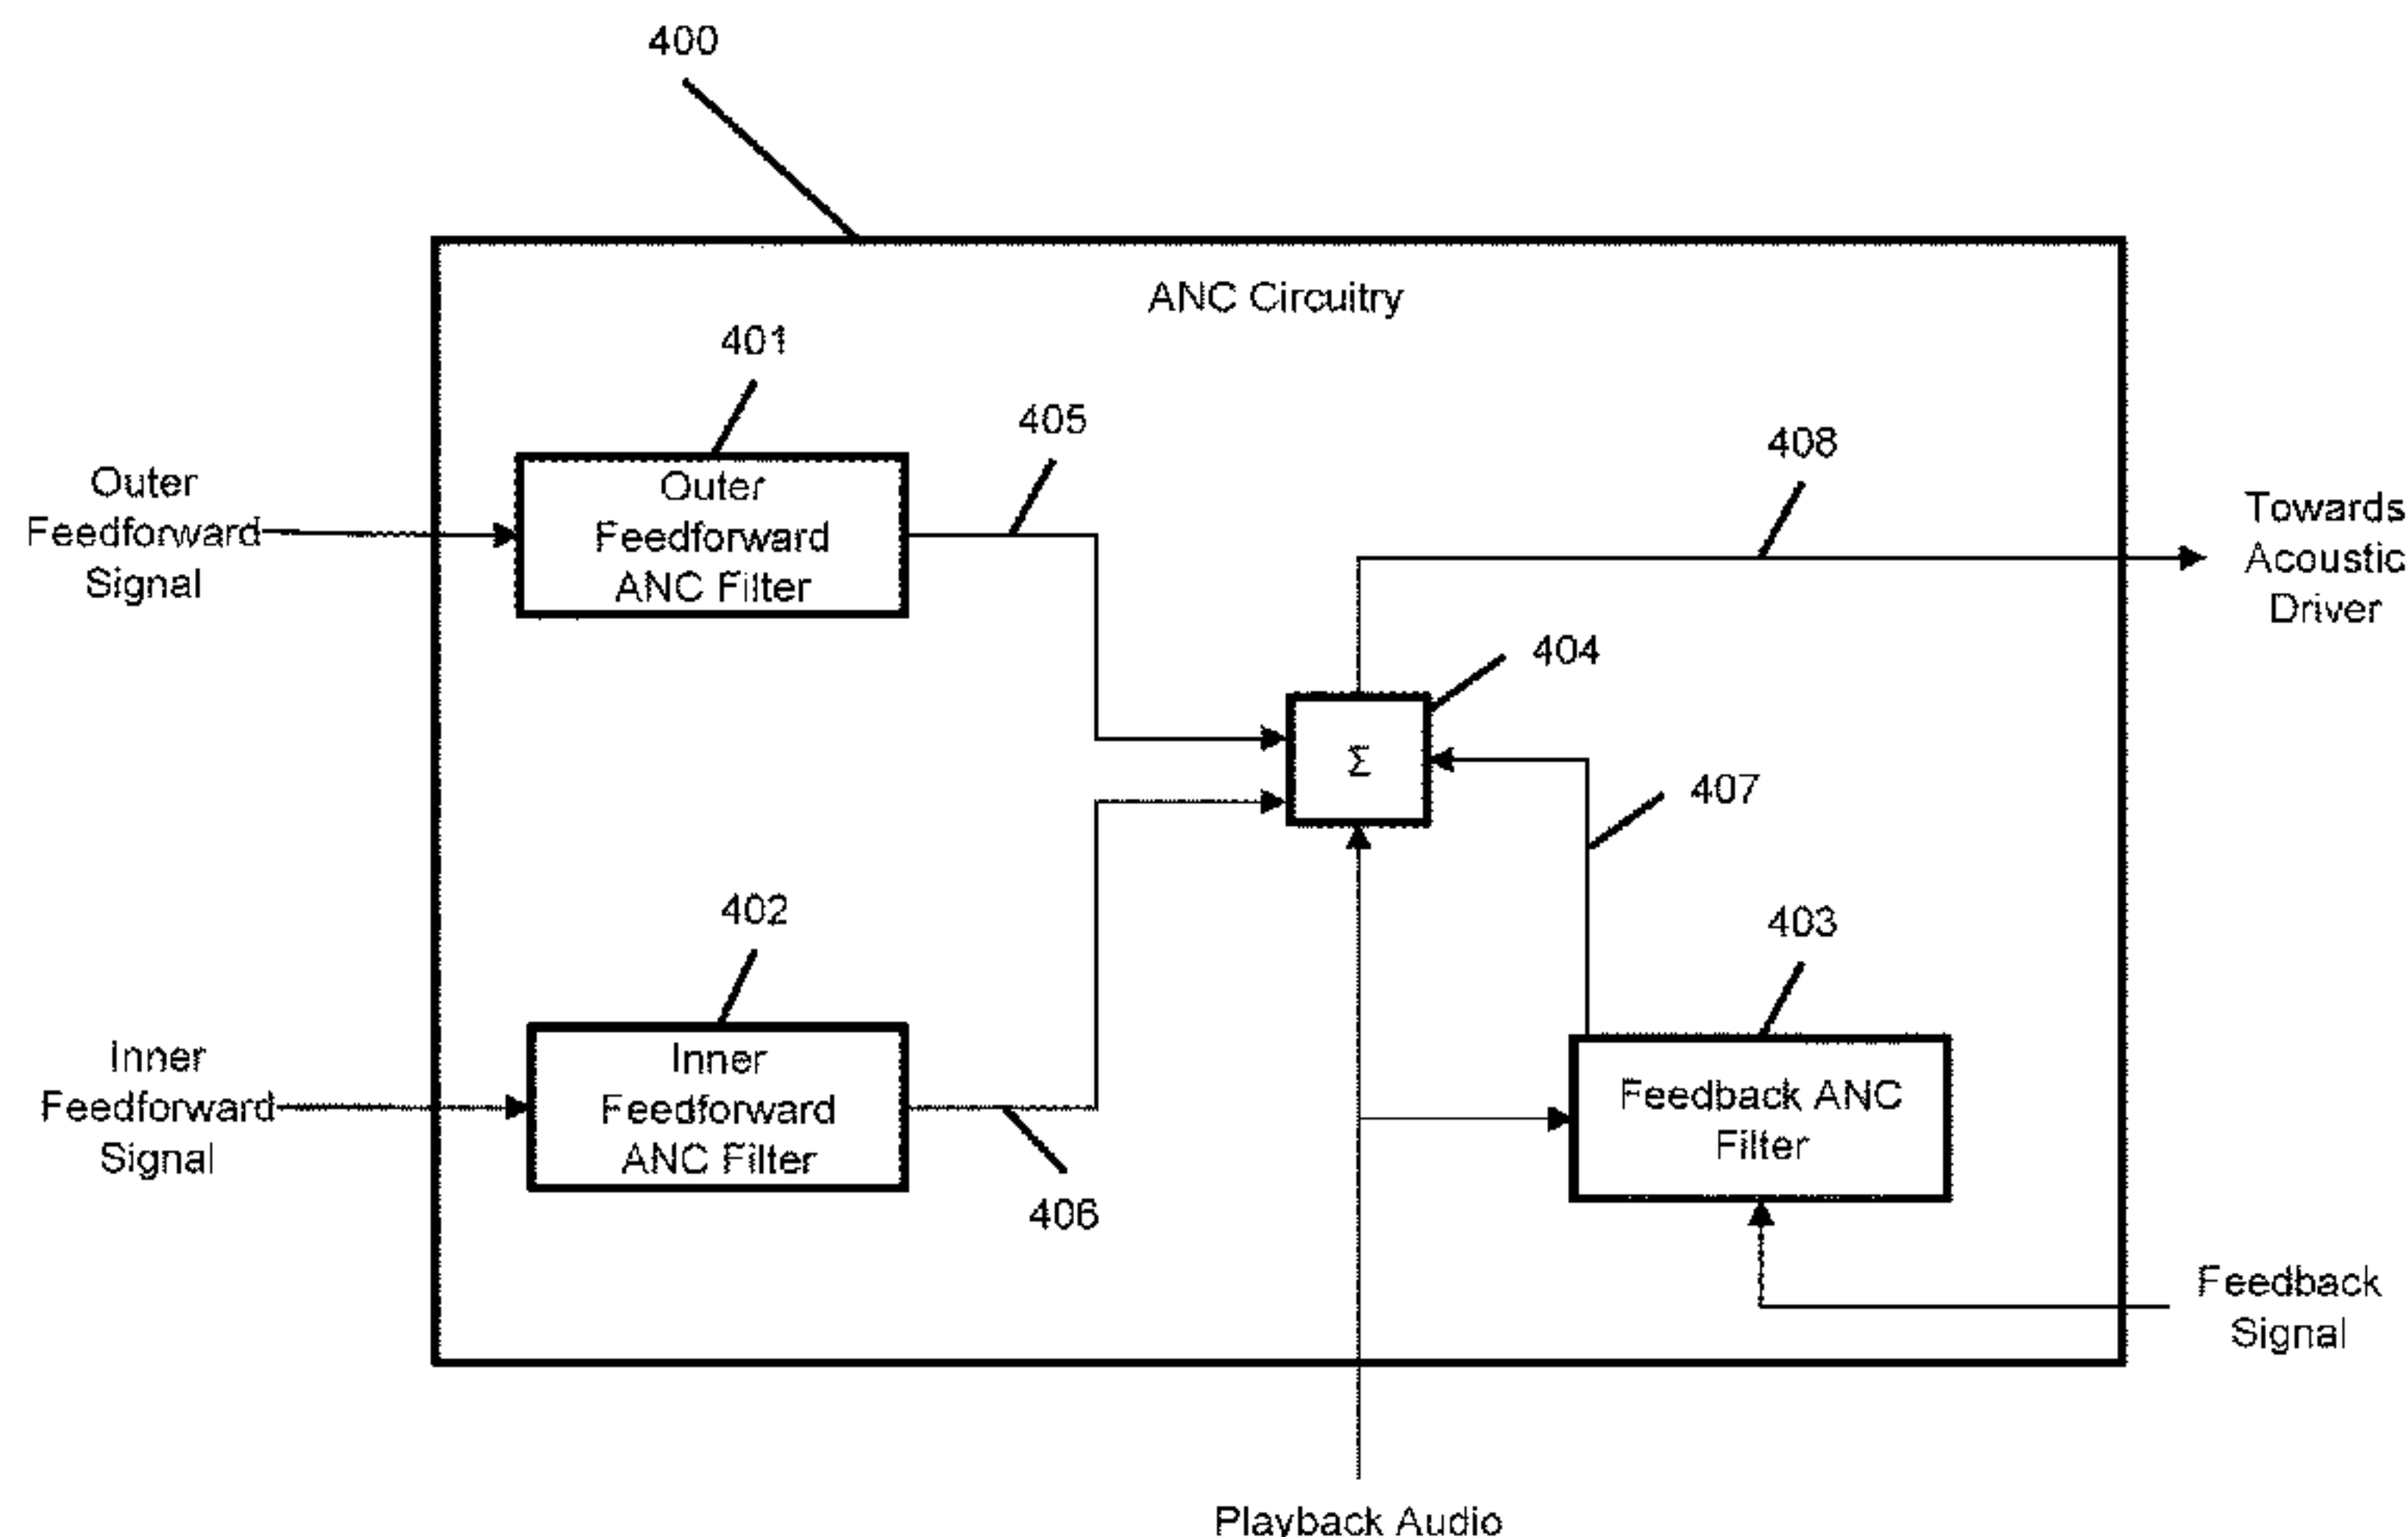 400
ANC Circuitry
401
405
408
Outer
Feedforward
Signal
Outer
Feedforward
ANC Filter
Towards
Acoustic
Driver
404
Σ
407
402
403
Inner
Feedforward
Signal
Inner
Feedforward
ANC Filter
Feedback ANC
Filter
406
Feedback
Signal
Playback Audio